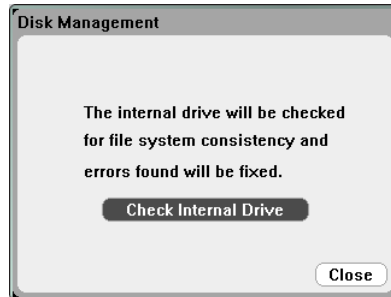 Disk Management
The internal drive will be checked
for file system consistency and
errors found will be fixed.
Check Internal Drive
Close